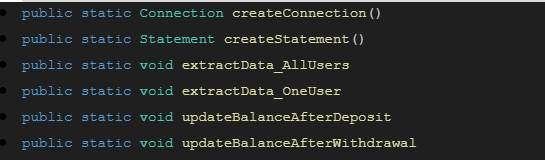 public static Connection createConnection()
public static Statement createStatement()
public static void extractData_AllUsers
public static void extractData_OneUser
public static void updateBalanceAfterDeposit
public static void updateBalanceAfterWithdrawal